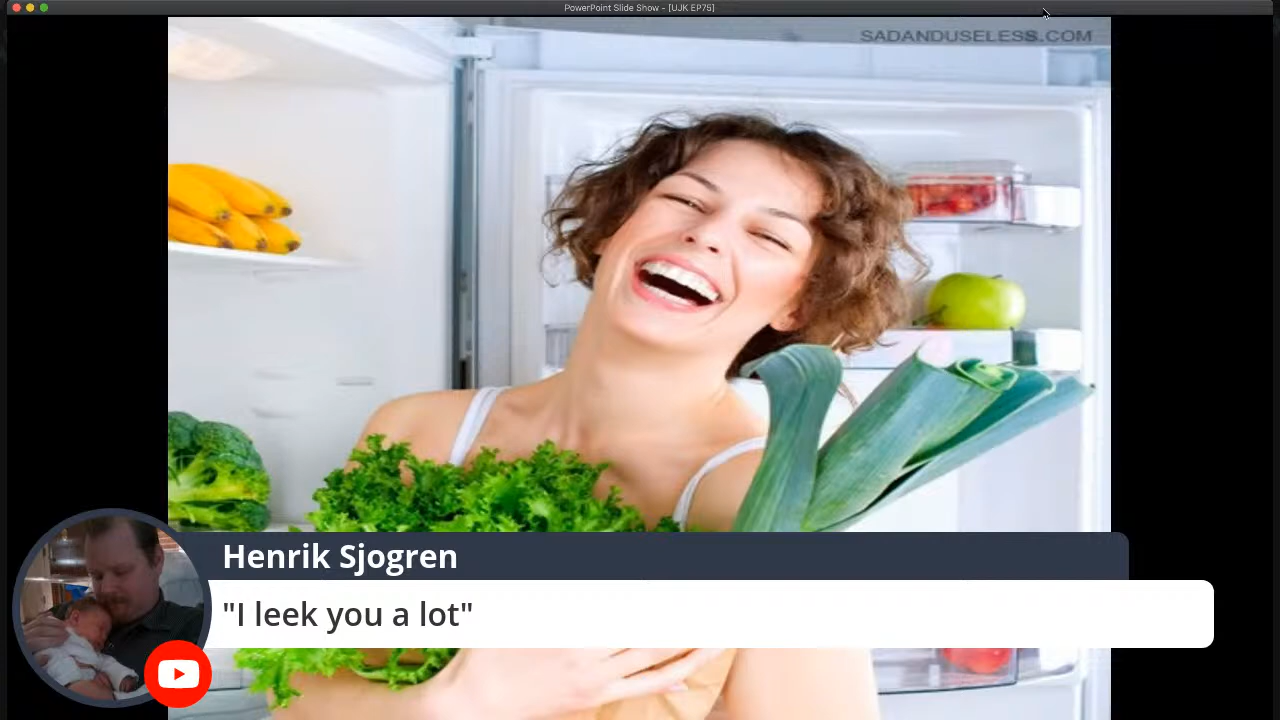 PowerPoint Slide Show - [UJK EP75]
SADANDUSELESS.COM
Henrik Sjogren
"I leek you a lot"